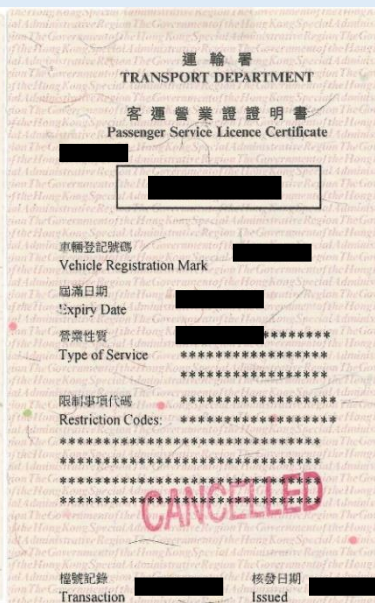 運輸署
TRANSPORT DEPARTMENT
客運營業證證明書
Passenger Service Licence Certificate
車輛登記號碼
Vehicle Registration Mark
屆滿日期
Expiry Date
營業性質 **********
Type of Service ******************
******************
限制事項代碼 *******************
Restriction Codes: *******************
********************************
********************************
********************************
********************************
CANCELLED
檔號記錄 核發日期
Transaction Issued